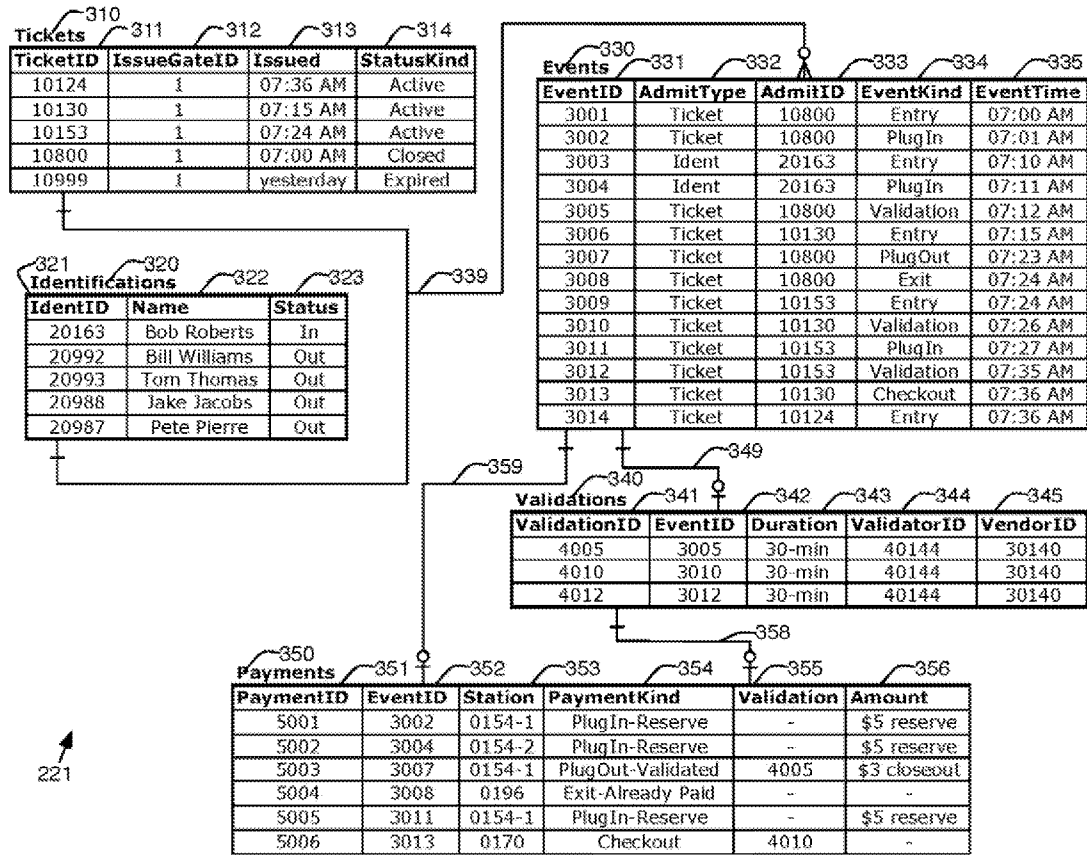 310
Tickets 311 312 313 314
TicketID IssueGateID Issued StatusKind
10124 1 07:36 AM Active
10130 1 07:15 AM Active
10153 1 07:24 AM Active
10800 1 07:00 AM Closed
10999 1 yesterday Expired
330
Events 331 332 333 334 335
EventID AdmitType AdmitID EventKind EventTime
3001 Ticket 10800 Entry 07:00 AM
3002 Ticket 10800 PlugIn 07:01 AM
3003 Ident 20163 Entry 07:10 AM
3004 Ident 20163 PlugIn 07:11 AM
3005 Ticket 10800 Validation 07:12 AM
3006 Ticket 10130 Entry 07:15 AM
3007 Ticket 10800 PlugOut 07:23 AM
3008 Ticket 10800 Exit 07:24 AM
3009 Ticket 10153 Entry 07:24 AM
3010 Ticket 10130 Validation 07:26 AM
3011 Ticket 10153 PlugIn 07:27 AM
3012 Ticket 10153 Validation 07:35 AM
3013 Ticket 10130 Checkout 07:36 AM
3014 Ticket 10124 Entry 07:36 AM
321 320 322 323
Identifications
IdentID Name Status
20163 Bob Roberts In
20992 Bill Williams Out
20993 Tom Thomas Out
20988 Jake Jacobs Out
20987 Pete Pierre Out
339
359
349
340
Validations 341 342 343 344 345
ValidationID EventID Duration ValidatorID VendorID
4005 3005 30-min 40144 30140
4010 3010 30-min 40144 30140
4012 3012 30-min 40144 30140
358
350
Payments 351 352 353 354 355 356
PaymentID EventID Station PaymentKind Validation Amount
5001 3002 0154-1 PlugIn-Reserve - $5 reserve
5002 3004 0154-2 PlugIn-Reserve - $5 reserve
5003 3007 0154-1 PlugOut-Validated 4005 $3 closeout
5004 3008 0196 Exit-Already Paid - -
5005 3011 0154-1 PlugIn-Reserve - $5 reserve
5006 3013 0170 Checkout 4010 -
221